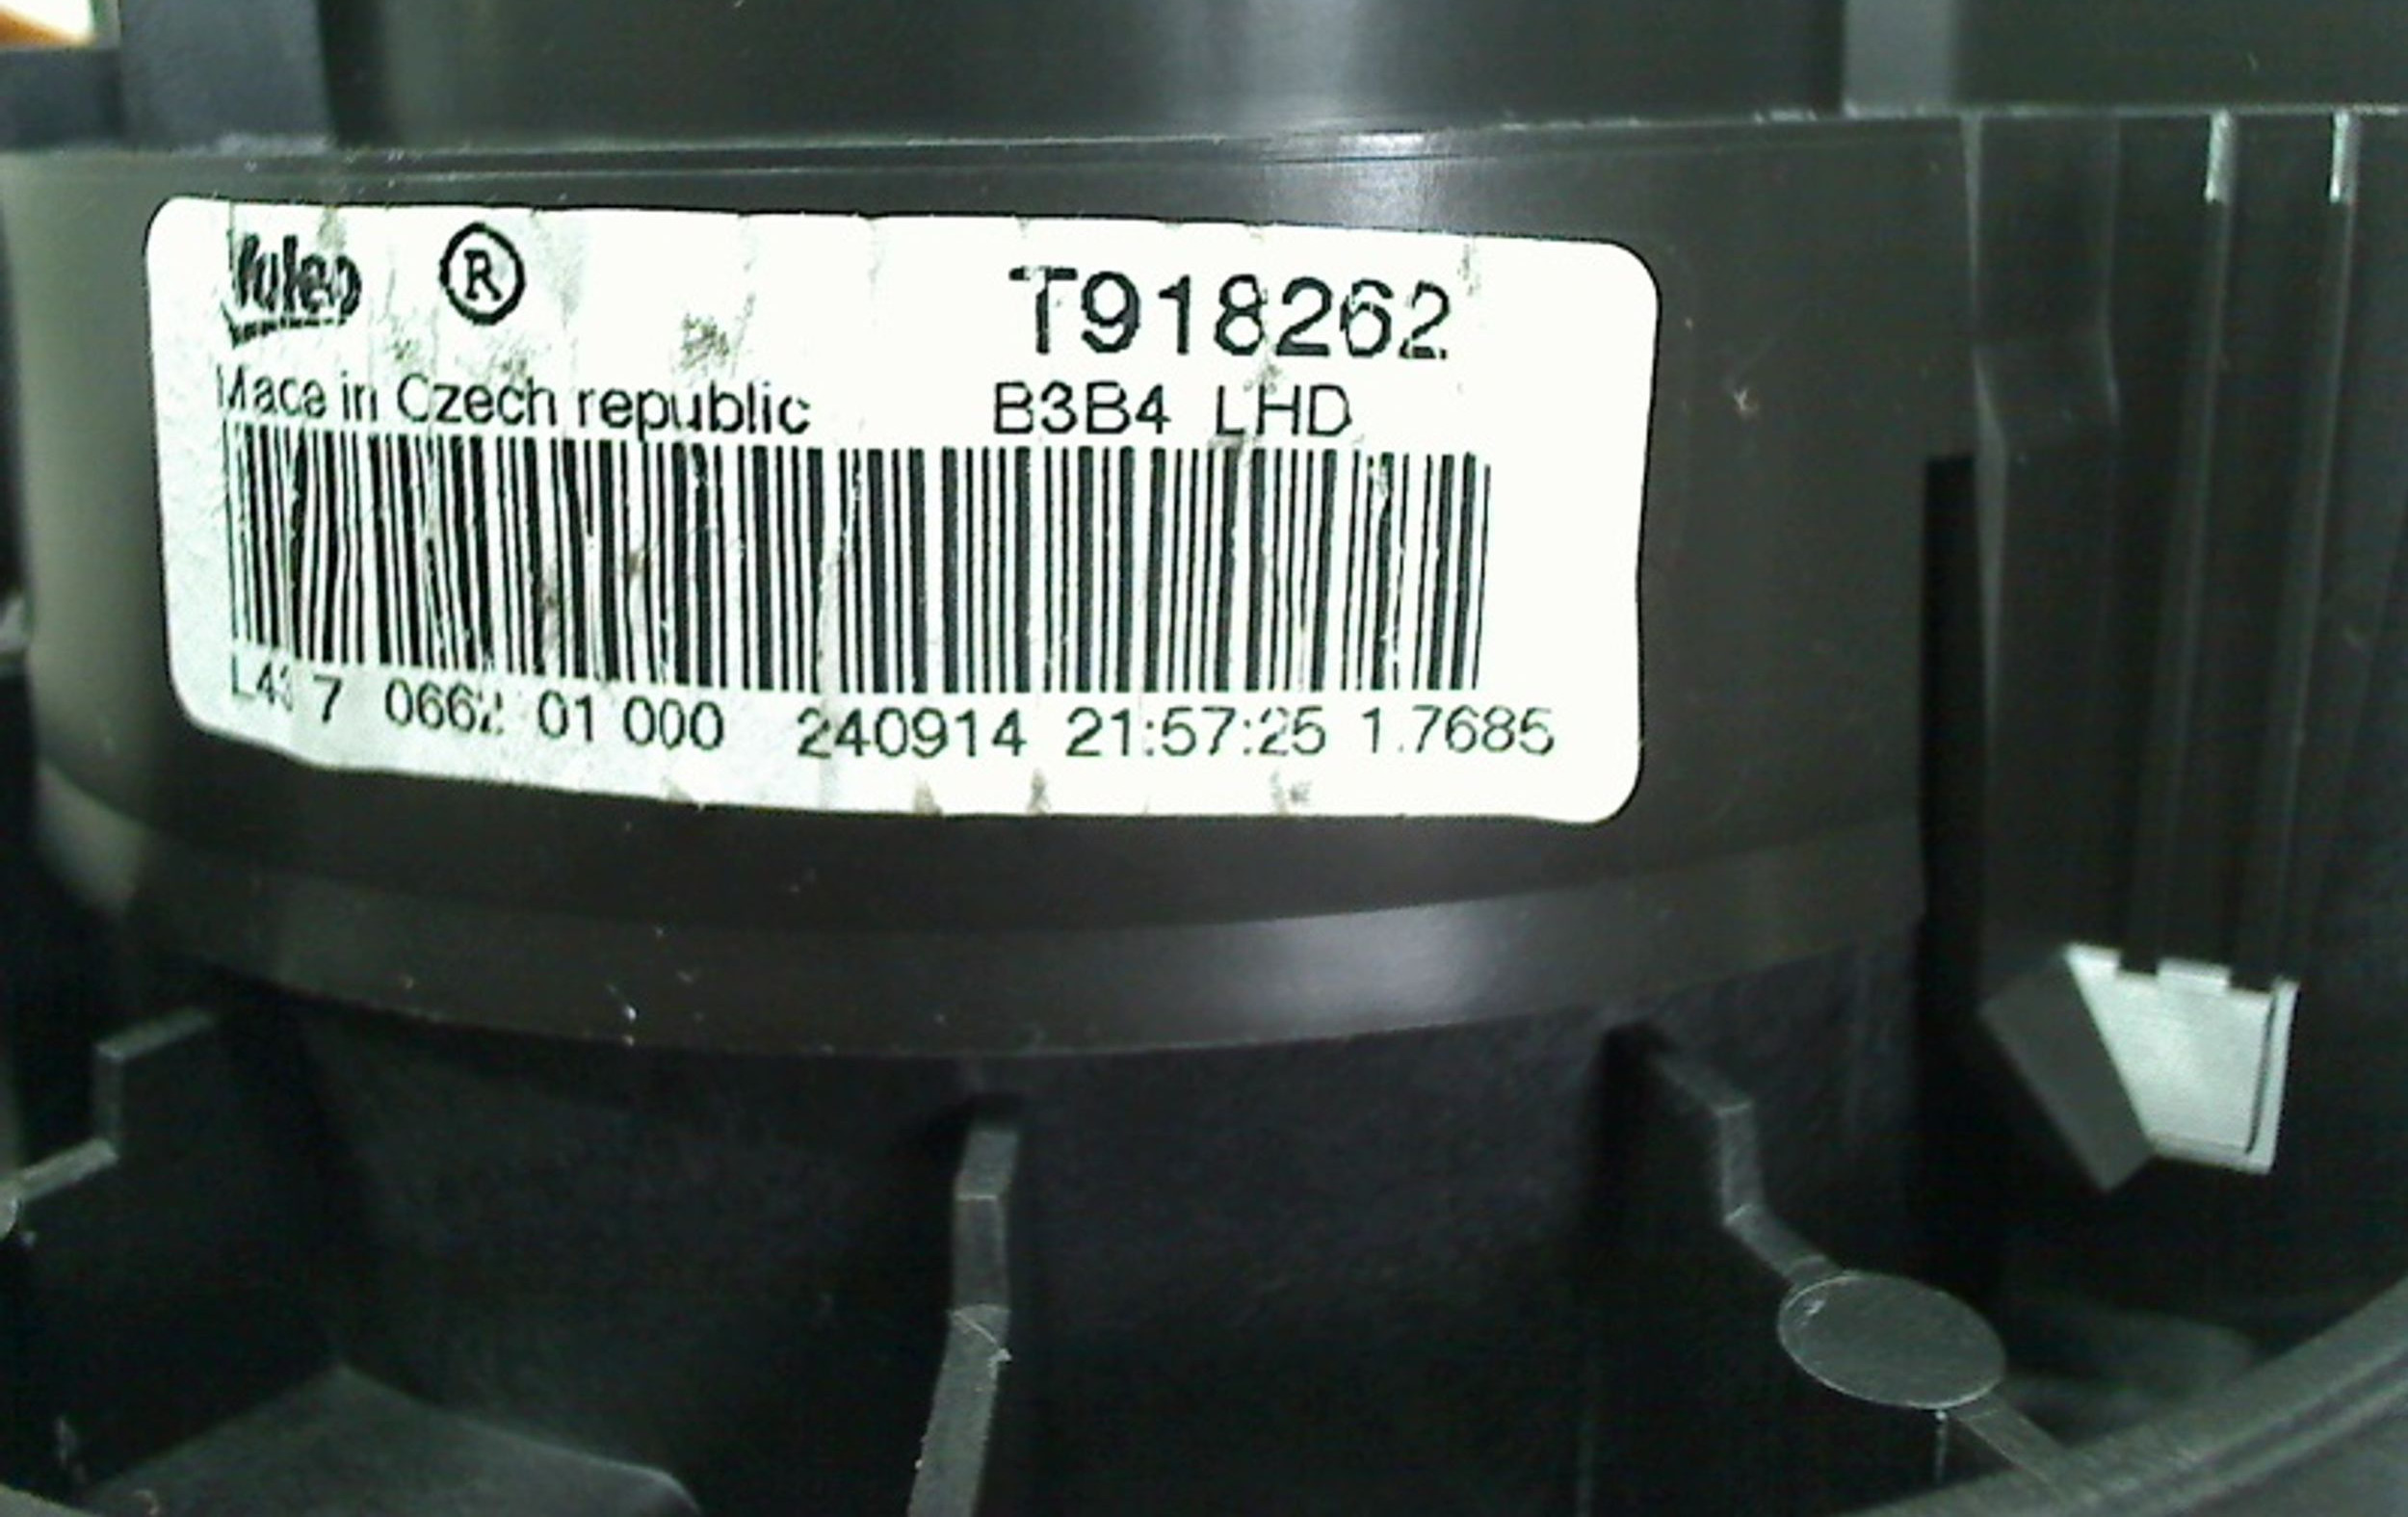 Valeo ® T918262
Made in Czech republic B3B4 LHD
7 0662 01 000 240914 21:57:25 1.7685